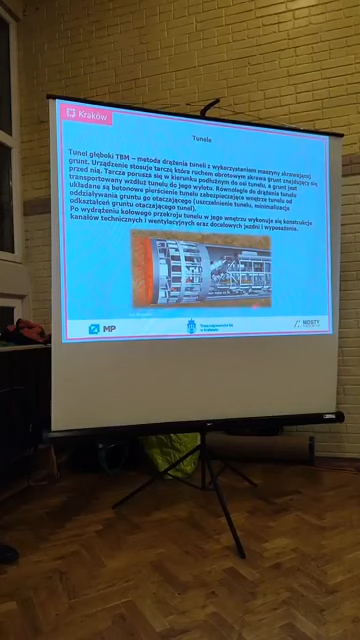 Kraków
Tunele
Tunel głęboki TBM – metoda drążenia tuneli z wykorzystaniem maszyny skrawającej
grunt. Urządzenie stosuje tarczę która ruchem obrotowym skrawa grunt znajdujący się
przed nią. Tarcza porusza się w kierunku podłużnym do osi tunelu, a grunt jest
transportowany wzdłuż tunelu do jego wylotu. Równolegle do drążenia tunelu
układane są betonowe pierścienie tunelu zabezpieczające wnętrze tunelu od
oddziaływania gruntu go otaczającego (uszczelnienie tunelu, minimalizacja
odkształceń gruntu otaczającego tunel).
Po wydrążeniu kolowego przekroju tunelu w jego wnętrzu wykonuje się konstrukcje
kanałów technicznych i wentylacyjnych oraz docelowych jezdni i wyposażenia.
MP
w Krakowie
MOSTY